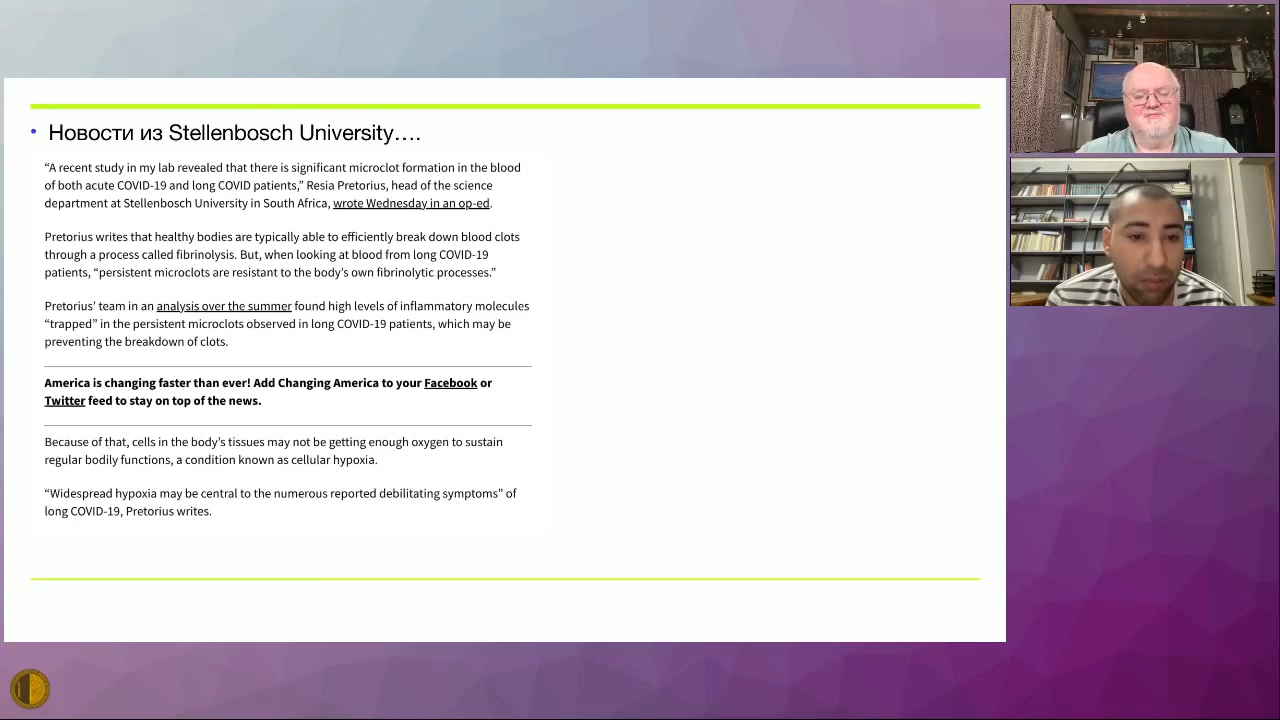 • Новости из Stellenbosch University….
“A recent study in my lab revealed that there is significant microclot formation in the blood
of both acute COVID-19 and long COVID patients,” Resia Pretorius, head of the science
department at Stellenbosch University in South Africa, wrote Wednesday in an op-ed.
Pretorius writes that healthy bodies are typically able to efficiently break down blood clots
through a process called fibrinolysis. But, when looking at blood from long COVID-19
patients, “persistent microclots are resistant to the body’s own fibrinolytic processes.”
Pretorius’ team in an analysis over the summer found high levels of inflammatory molecules
“trapped” in the persistent microclots observed in long COVID-19 patients, which may be
preventing the breakdown of clots.
America is changing faster than ever! Add Changing America to your Facebook or
Twitter feed to stay on top of the news.
Because of that, cells in the body’s tissues may not be getting enough oxygen to sustain
regular bodily functions, a condition known as cellular hypoxia.
“Widespread hypoxia may be central to the numerous reported debilitating symptoms” of
long COVID-19, Pretorius writes.